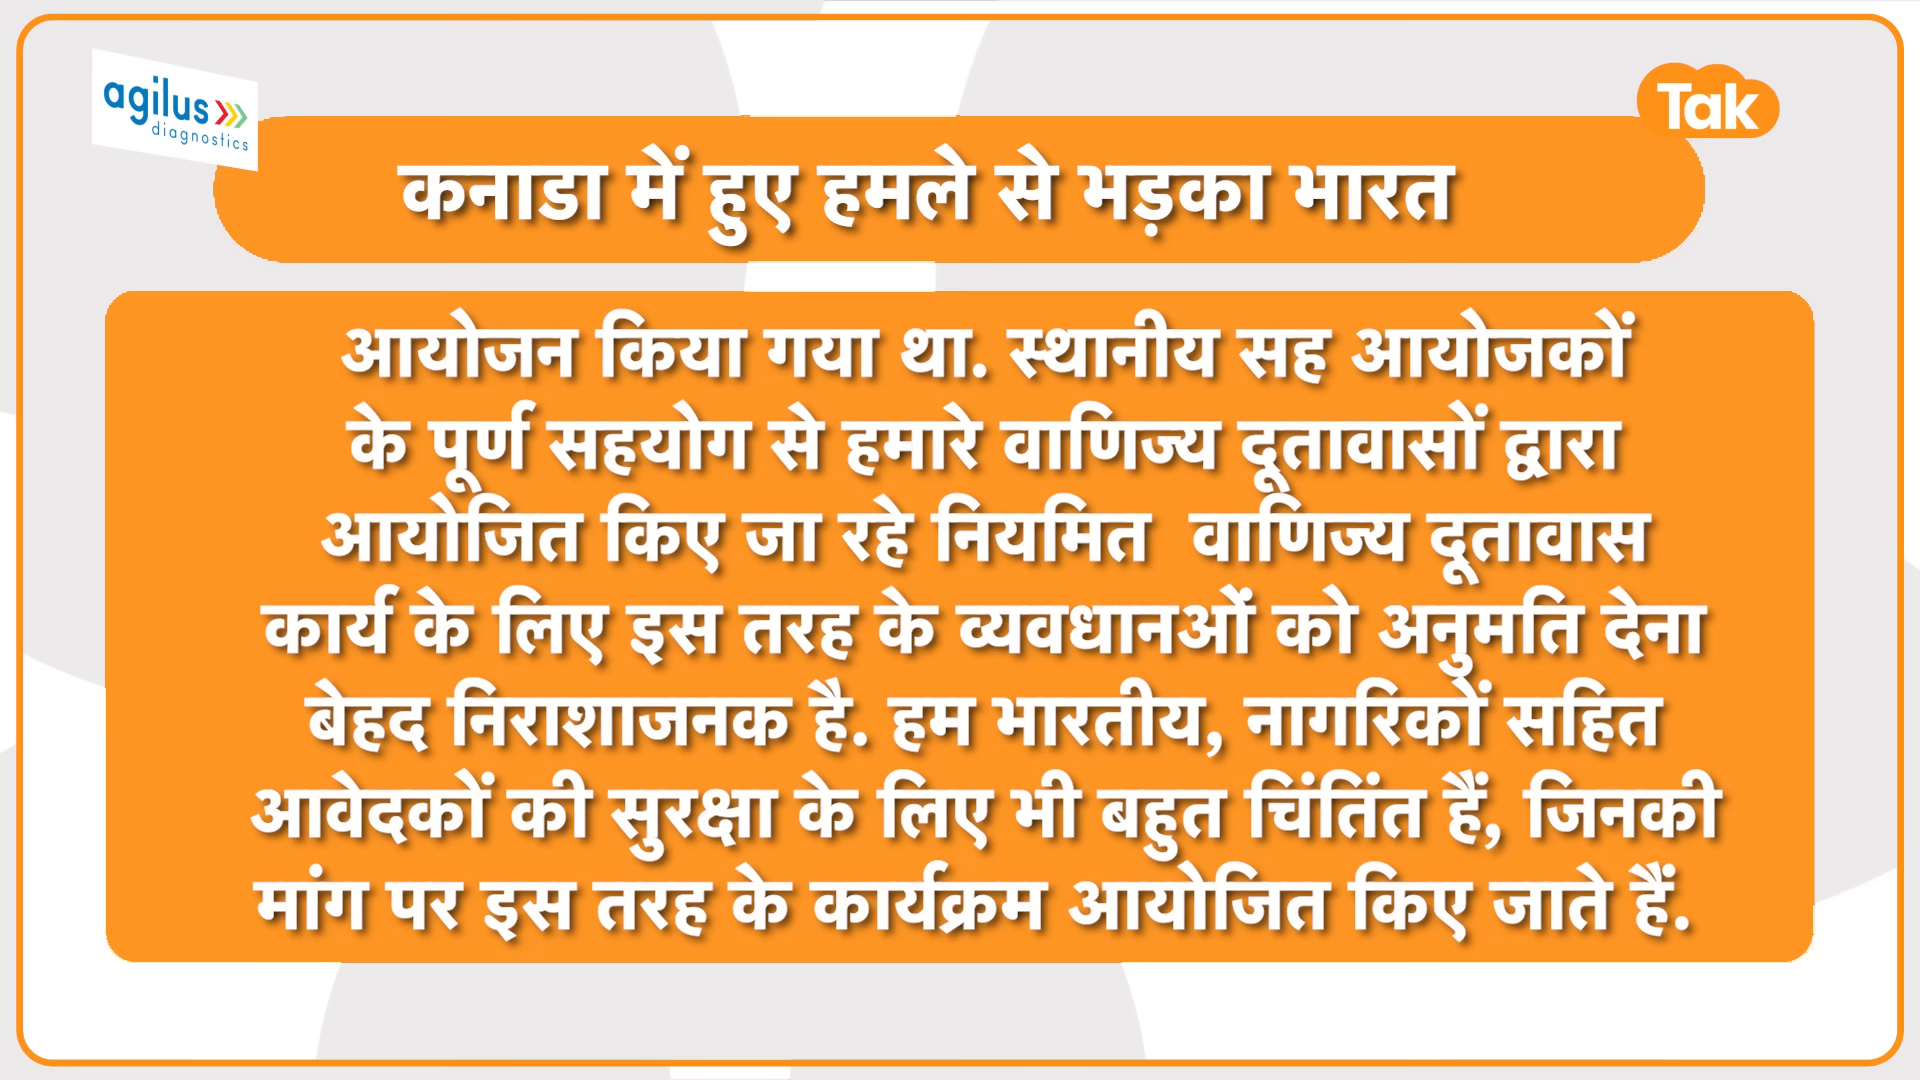 agilus
diagnostics
Tak
कनाडा में हुए हमले से भड़का भारत
आयोजन किया गया था. स्थानीय सह आयोजकों
के पूर्ण सहयोग से हमारे वाणिज्य दूतावासों द्वारा
आयोजित किए जा रहे नियमित वाणिज्य दूतावास
कार्य के लिए इस तरह के व्यवधानओं को अनुमति देना
बेहद निराशाजनक है. हम भारतीय, नागरिकों सहित
आवेदकों की सुरक्षा के लिए भी बहुत चिंतिंत हैं, जिनकी
मांग पर इस तरह के कार्यक्रम आयोजित किए जाते हैं.